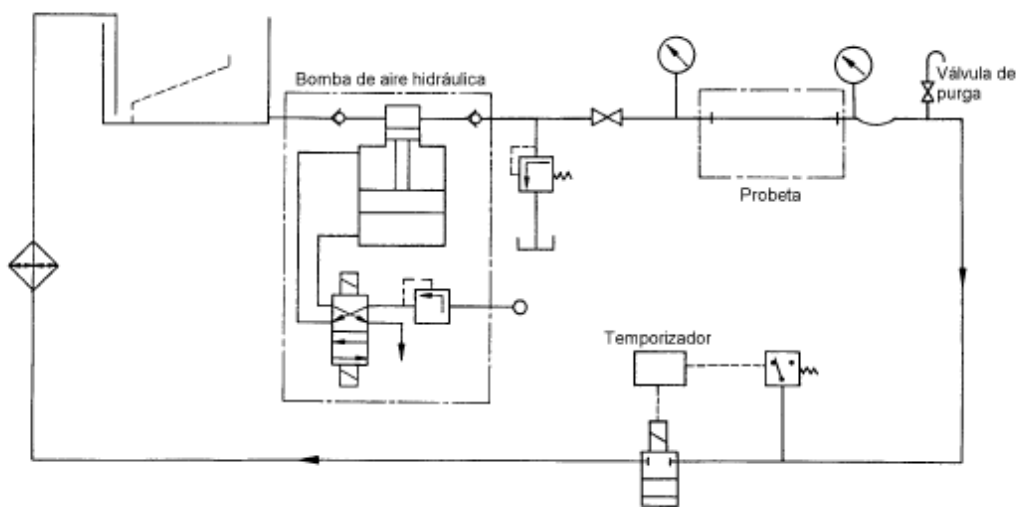 Bomba de aire hidráulica
Válvula de
purga
Probeta
Temporizador